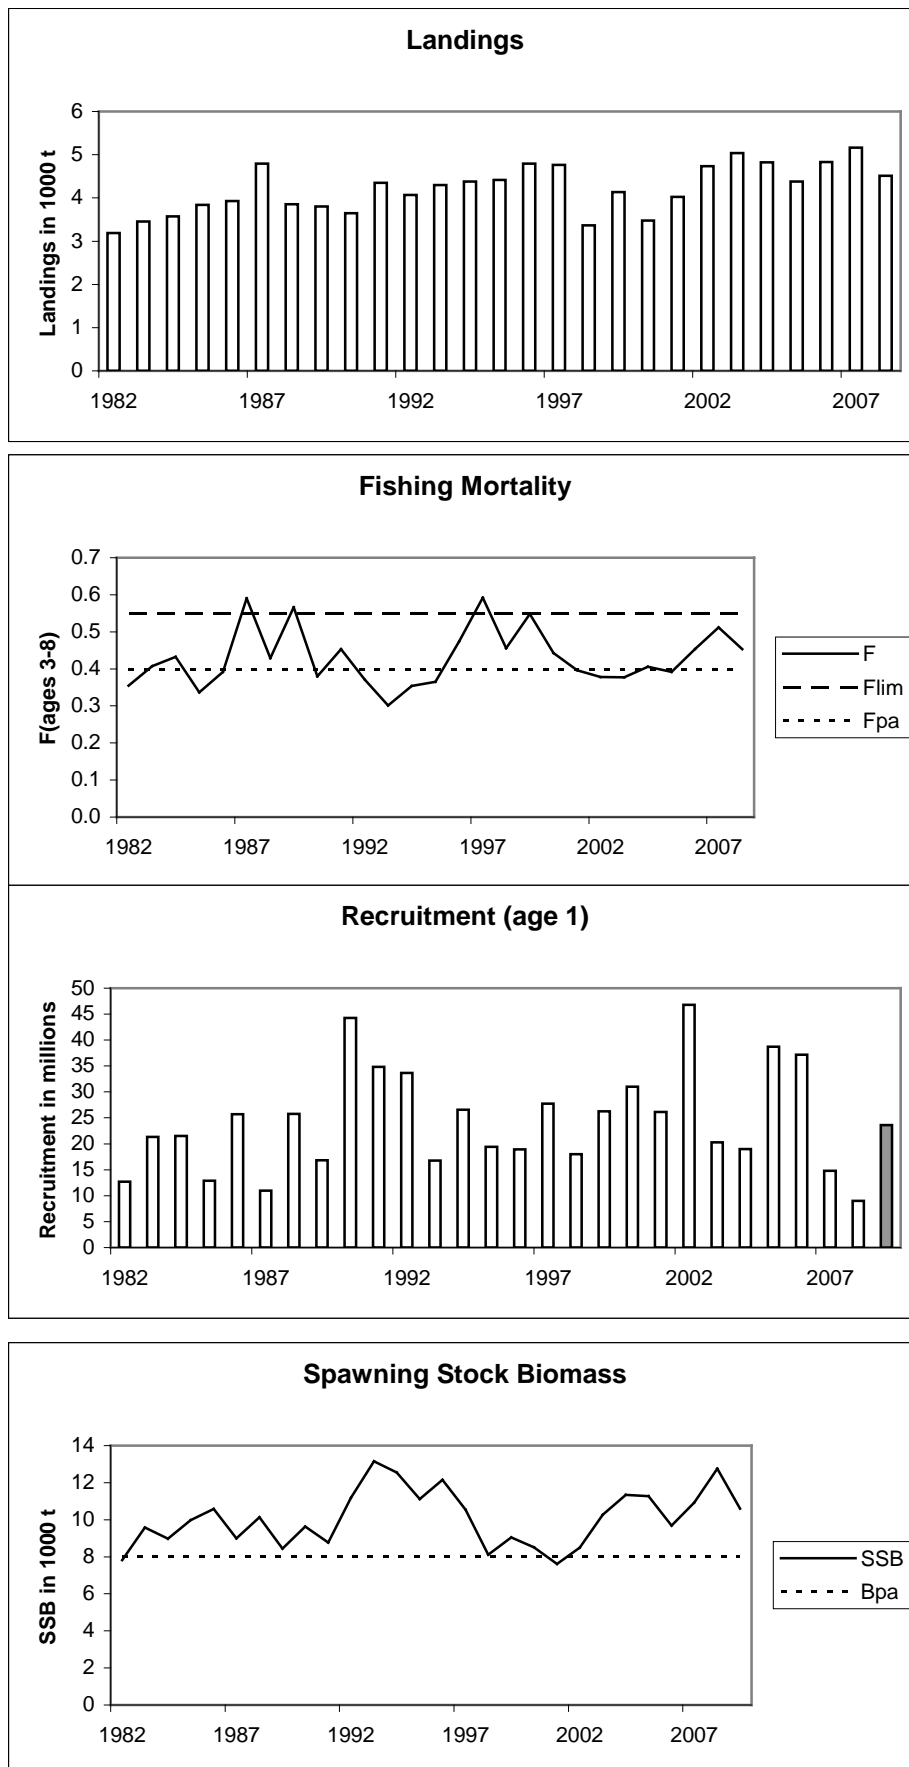 Landings
6
5
4
3
2
1
0
Landings in 1000 t
1982 1987 1992 1997 2002 2007
Fishing Mortality
0.7
0.6
0.5
0.4
0.3
0.2
0.1
0.0
F(ages 3-8)
1982 1987 1992 1997 2002 2007
F
Flim
Fpa
Recruitment (age 1)
50
45
40
35
30
25
20
15
10
5
0
Recruitment in millions
1982 1987 1992 1997 2002 2007
Spawning Stock Biomass
14
12
10
8
6
4
2
0
SSB in 1000 t
1982 1987 1992 1997 2002 2007
SSB
Bpa